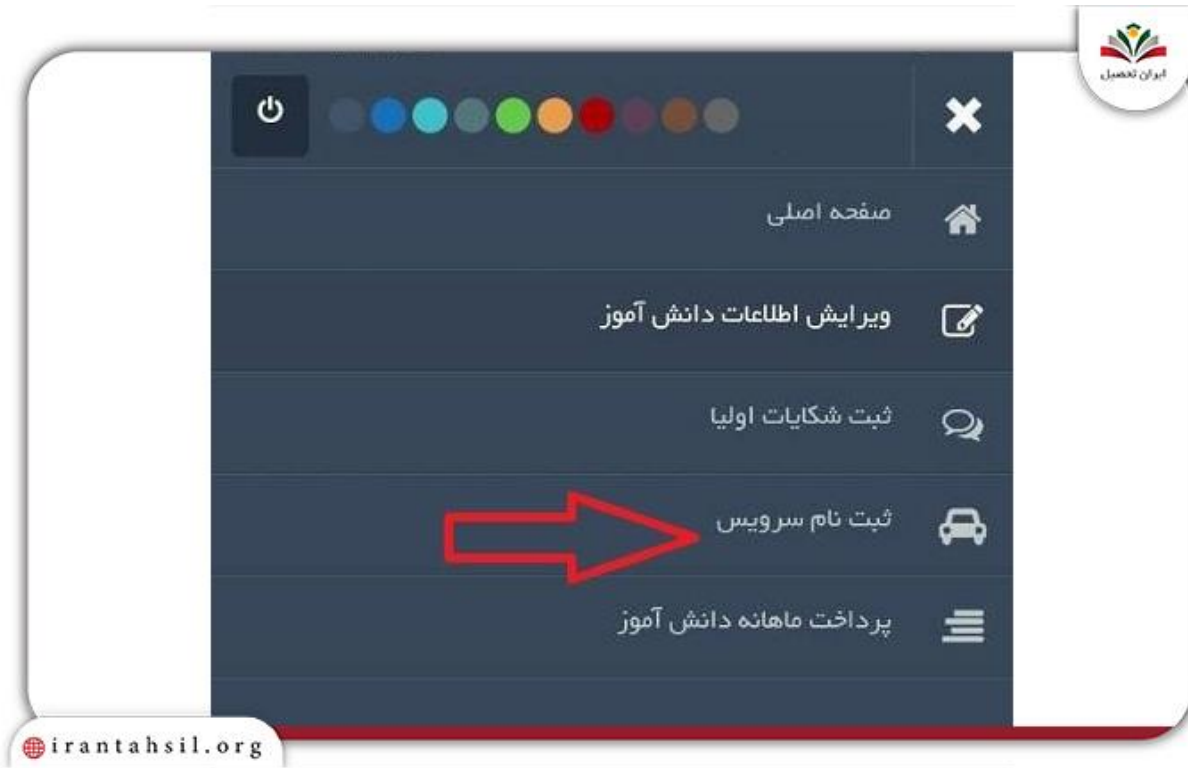 ایران تحصیل
صفحه اصلی
ویرایش اطلاعات دانش آموز
ثبت شکایات اولیا
ثبت نام سرویس
پرداخت ماهانه دانش آموز
irantahsil.org